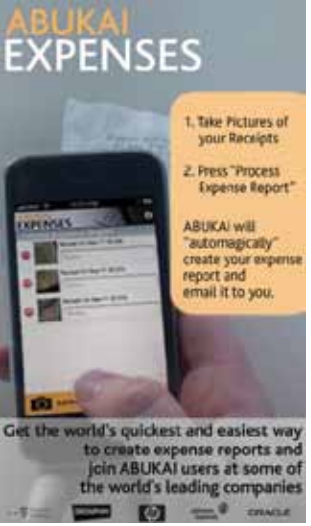 ABUKAI
EXPENSES
1. Take Pictures of
your Receipts
2. Press "Process
Expense Report"
ABUKAI will
"automagically"
create your expense
report and
email it to you.
EXPENSES
Get the world's quickest and easiest way
to create expense reports and
join ABUKAI users at some of
the world's leading companies
hp
ORACLE